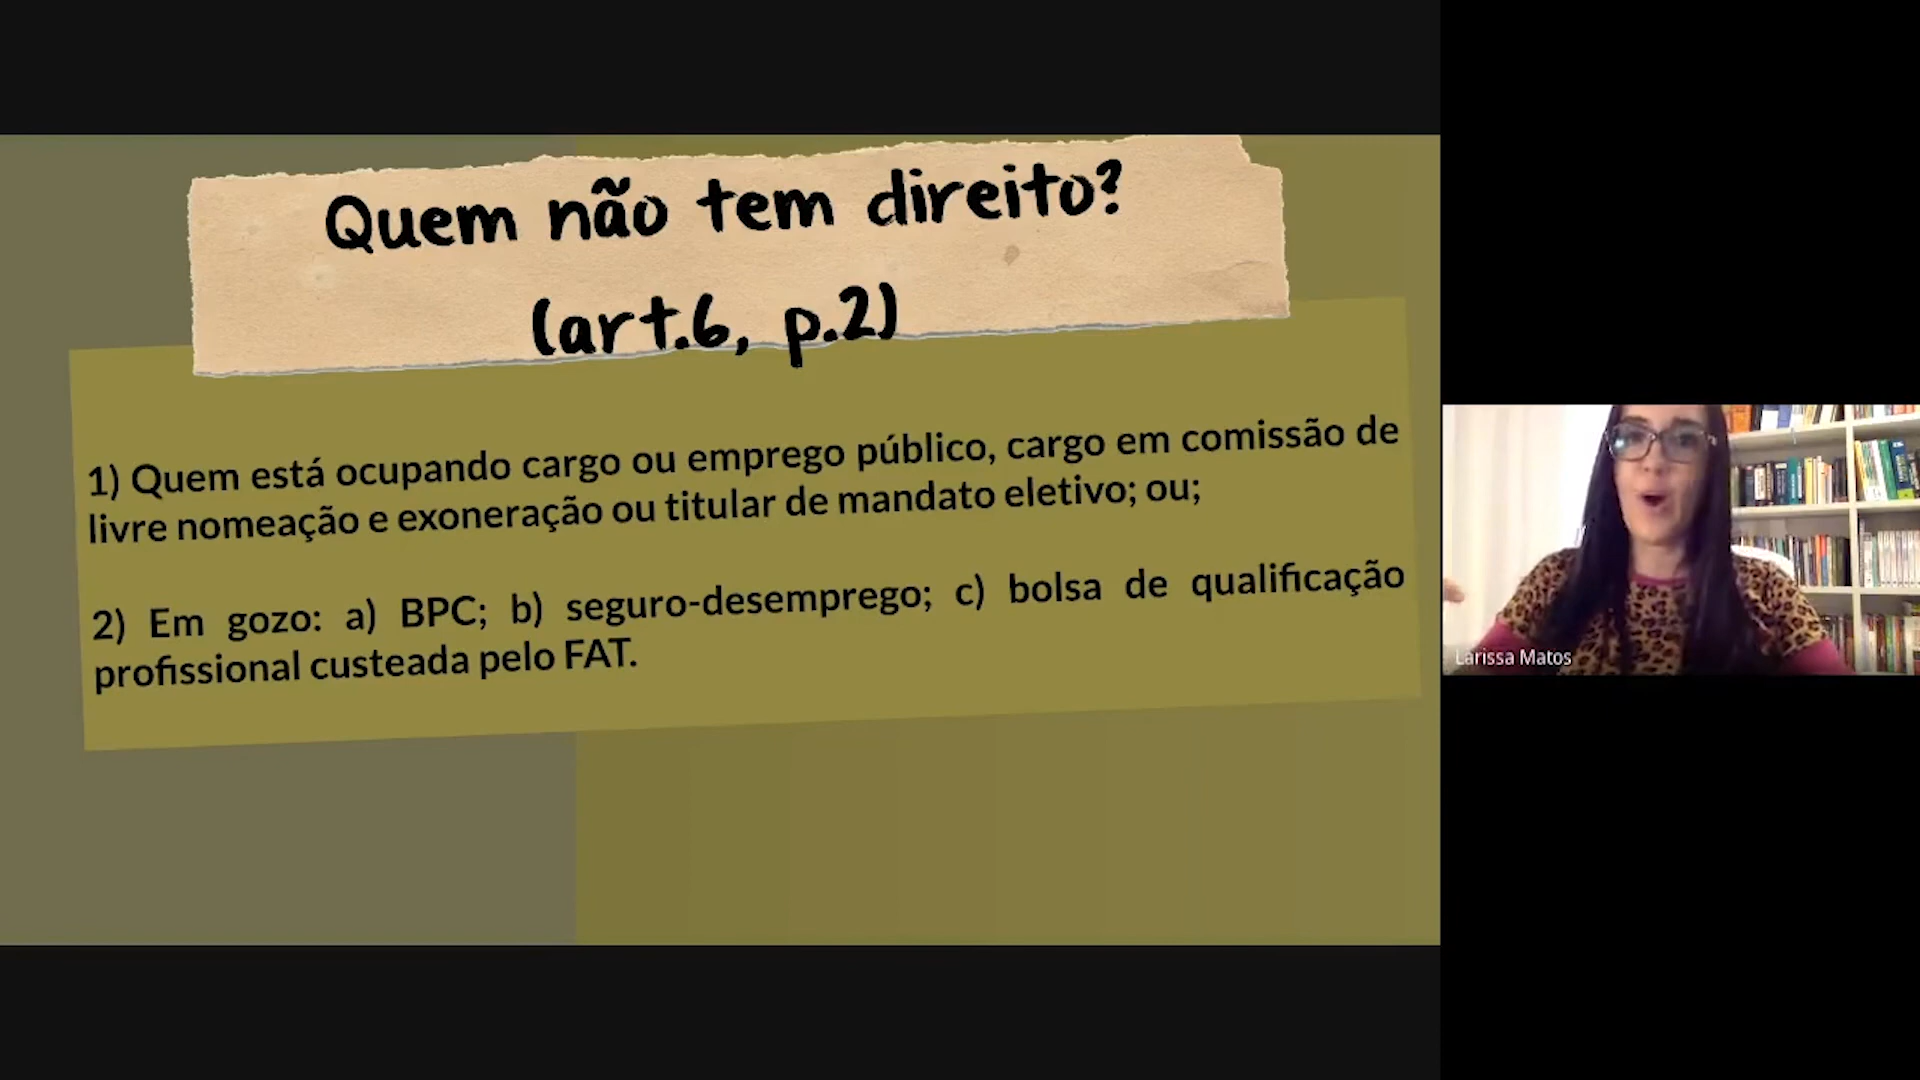 Quem não tem direito?
(art.6, p.2)
1) Quem está ocupando cargo ou emprego público, cargo em comissão de
livre nomeação e exoneração ou titular de mandato eletivo; ou;
2) Em gozo: a) BPC; b) seguro-desemprego; c) bolsa de qualificação
profissional custeada pelo FAT.
Larissa Matos